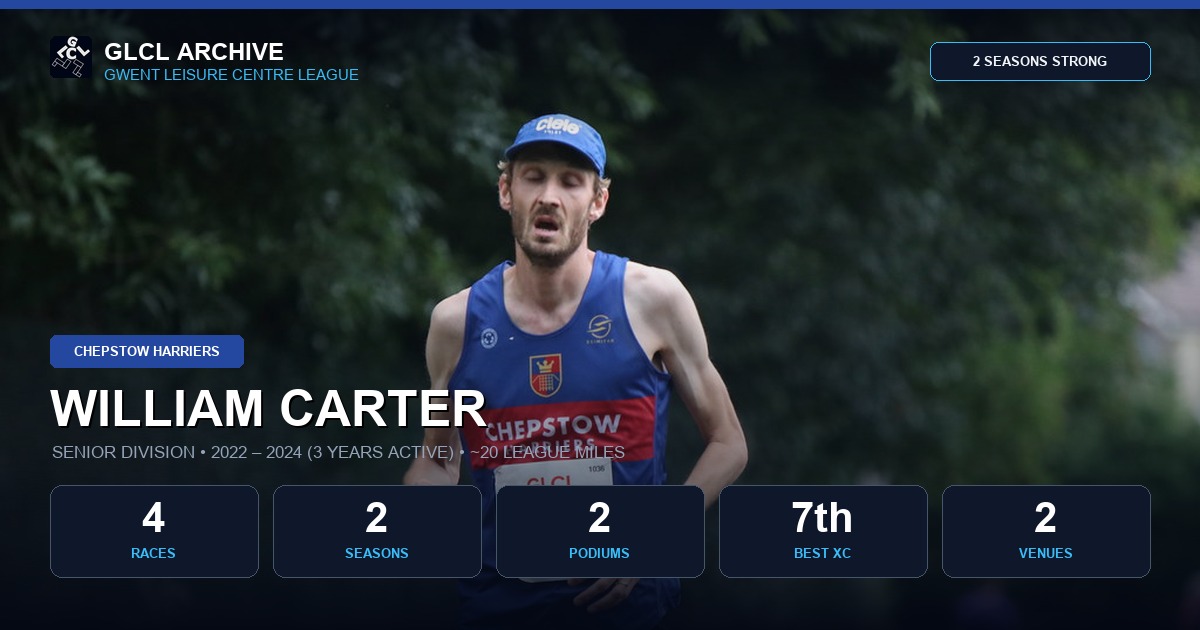 GLCL ARCHIVE
GWENT LEISURE CENTRE LEAGUE
2 SEASONS STRONG
ciele
CHEPSTOW
HARRIERS
GLCL
1036
CHEPSTOW HARRIERS
WILLIAM CARTER
SENIOR DIVISION • 2022 – 2024 (3 YEARS ACTIVE) • ~20 LEAGUE MILES
4
RACES
2
SEASONS
2
PODIUMS
7th
BEST XC
2
VENUES